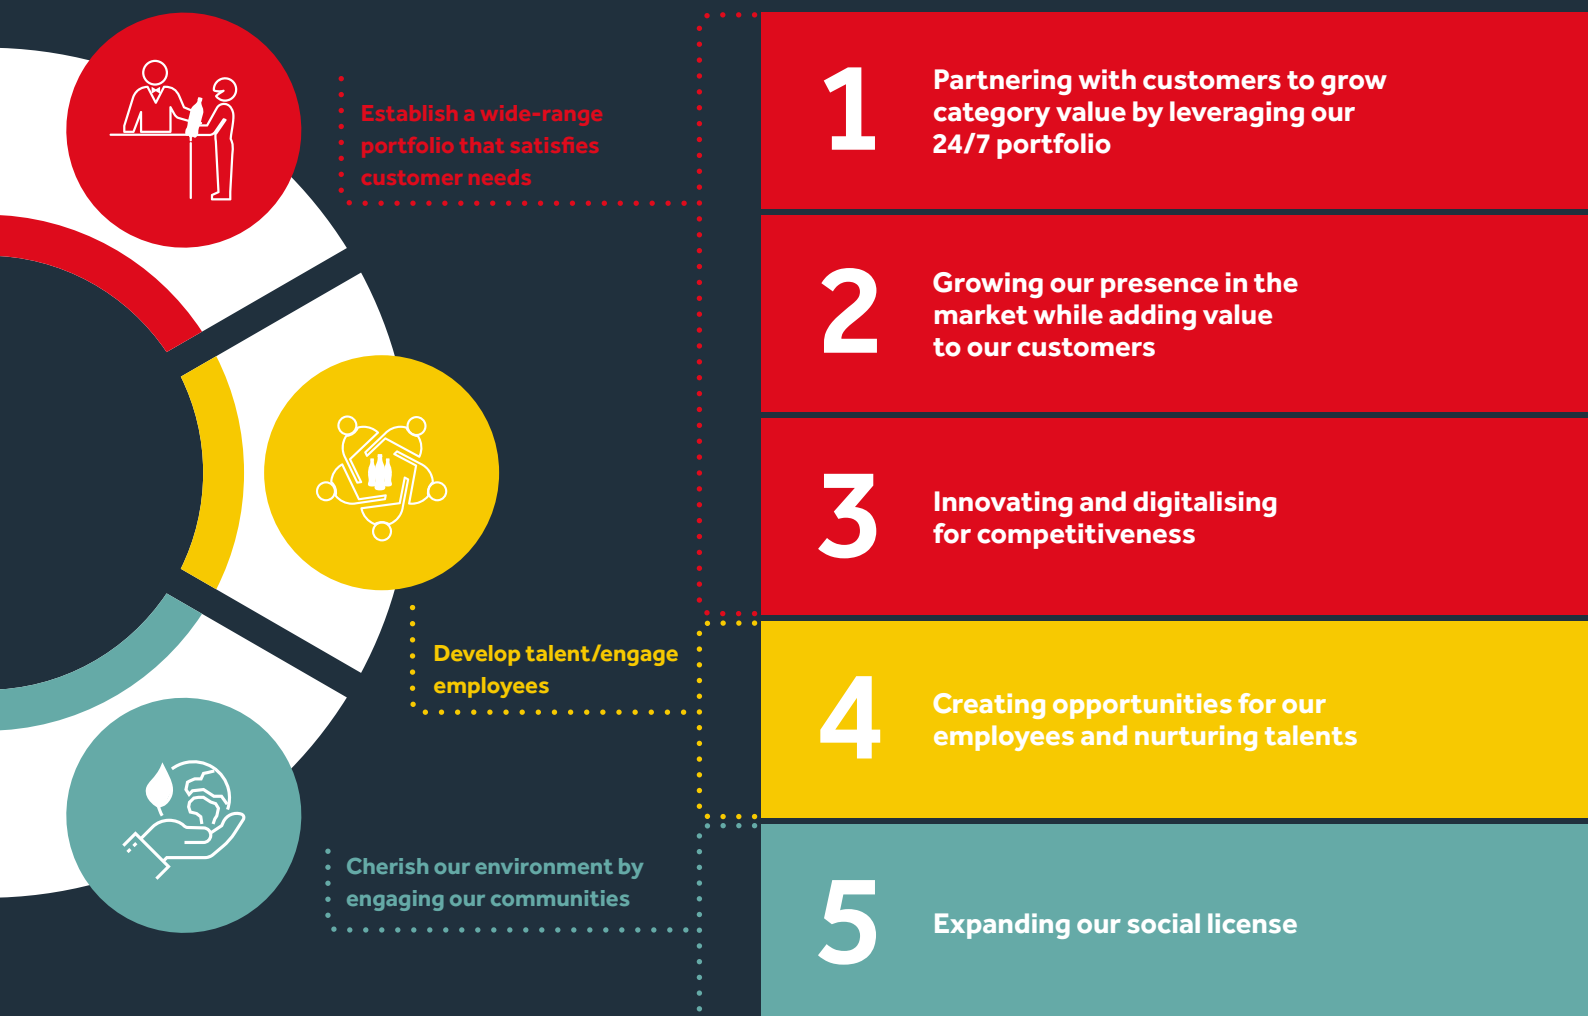 Establish a wide-range
portfolio that satisfies
customer needs
Develop talent/engage
employees
Cherish our environment by
engaging our communities
1
Partnering with customers to grow
category value by leveraging our
24/7 portfolio
2
Growing our presence in the
market while adding value
to our customers
3
Innovating and digitalising
for competitiveness
4
Creating opportunities for our
employees and nurturing talents
5
Expanding our social license